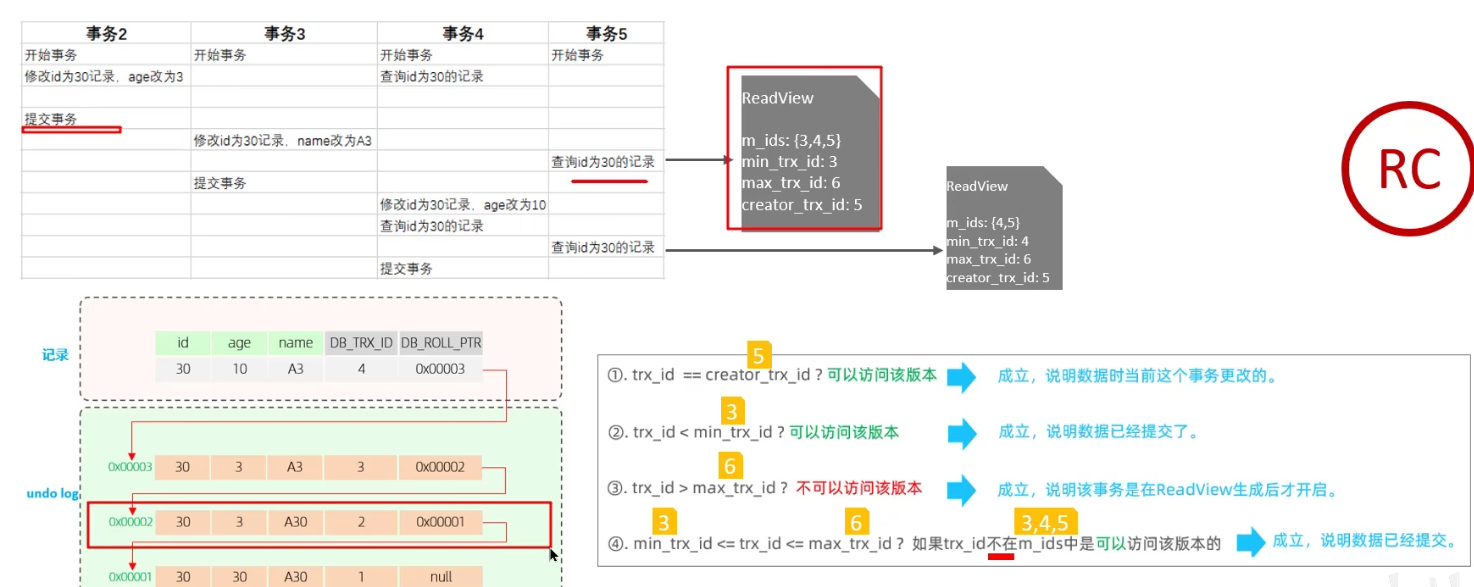 事务2 事务3 事务4 事务5
开始事务 开始事务 开始事务 开始事务
修改id为30记录，age改为3 查询id为30的记录
提交事务
修改id为30记录，name改为A3
查询id为30的记录
提交事务
修改id为30记录，age改为10
查询id为30的记录
查询id为30的记录
提交事务
ReadView
m_ids: {3,4,5}
min_trx_id: 3
max_trx_id: 6
creator_trx_id: 5
ReadView
m_ids: {4,5}
min_trx_id: 4
max_trx_id: 6
creator_trx_id: 5
RC
记录
id age name DB_TRX_ID DB_ROLL_PTR
30 10 A3 4 0x00003
undo log
0x00003 30 3 A3 3 0x00002
0x00002 30 3 A30 2 0x00001
0x00001 30 30 A30 1 null
5
①. trx_id == creator_trx_id ? 可以访问该版本 成立，说明数据时当前这个事务更改的。
3
②. trx_id < min_trx_id ? 可以访问该版本 成立，说明数据已经提交了。
6
③. trx_id > max_trx_id ? 不可以访问该版本 成立，说明该事务是在ReadView生成后才开启。
3 6 3,4,5
④. min_trx_id <= trx_id <= max_trx_id ? 如果trx_id不在m_ids中是可以访问该版本的 成立，说明数据已经提交。